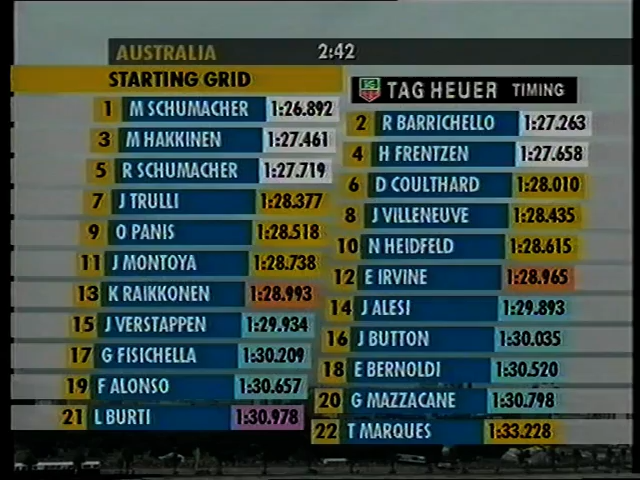 AUSTRALIA 2:42
STARTING GRID
TAG HEUER TIMING
1 M SCHUMACHER 1:26.892
2 R BARRICHELLO 1:27.263
3 M HAKKINEN 1:27.461
4 H FRENTZEN 1:27.658
5 R SCHUMACHER 1:27.719
6 D COULTHARD 1:28.010
7 J TRULLI 1:28.377
8 J VILLENEUVE 1:28.435
9 O PANIS 1:28.518
10 N HEIDFELD 1:28.615
11 J MONTOYA 1:28.738
12 E IRVINE 1:28.965
13 K RAIKKONEN 1:28.993
14 J ALESI 1:29.893
15 J VERSTAPPEN 1:29.934
16 J BUTTON 1:30.035
17 G FISICHELLA 1:30.209
18 E BERNOLDI 1:30.520
19 F ALONSO 1:30.657
20 G MAZZACANE 1:30.798
21 L BURTI 1:30.978
22 T MARQUES 1:33.228